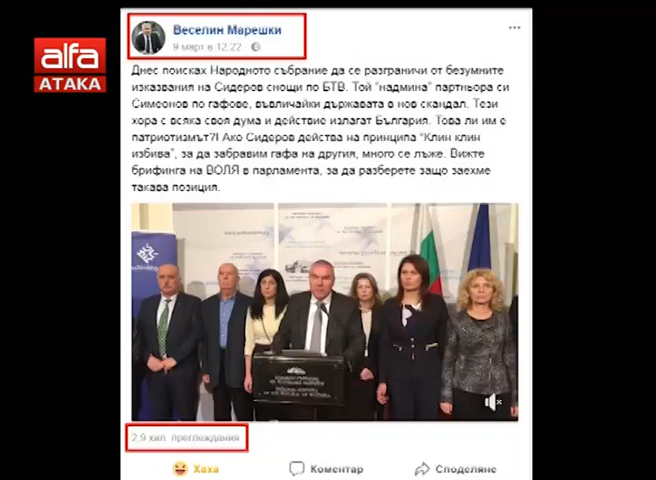 alfa
АТАКА
Веселин Марешки
9 март в 12:22
Днес поисках Народното събрание да се разграничи от безумните
изказвания на Сидеров снощи по БТВ. Той "надмина" партньора си
Симеонов по гафове, въвличайки държавата в нов скандал. Тези
хора с всяка своя дума и действие излагат България. Това ли им е
патриотизмът?! Ако Сидеров действа на принципа "Клин клин
избива", за да забравим гафа на другия, много се лъже. Вижте
брифинга на ВОЛЯ в парламента, за да разберете защо заехме
такава позиция.
2,9 хил. преглеждания
Хаха
Коментар
Споделяне